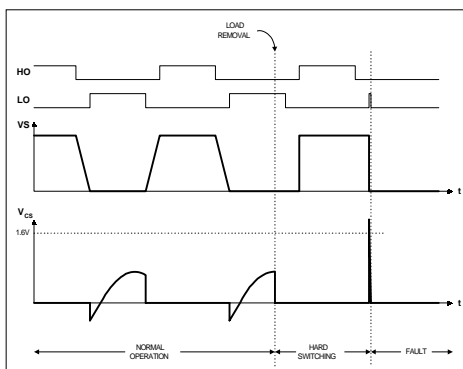 LOAD
REMOVAL
HO
LO
VS
t
VCS
1.6V
t
NORMAL
OPERATION
HARD
SWITCHING
FAULT